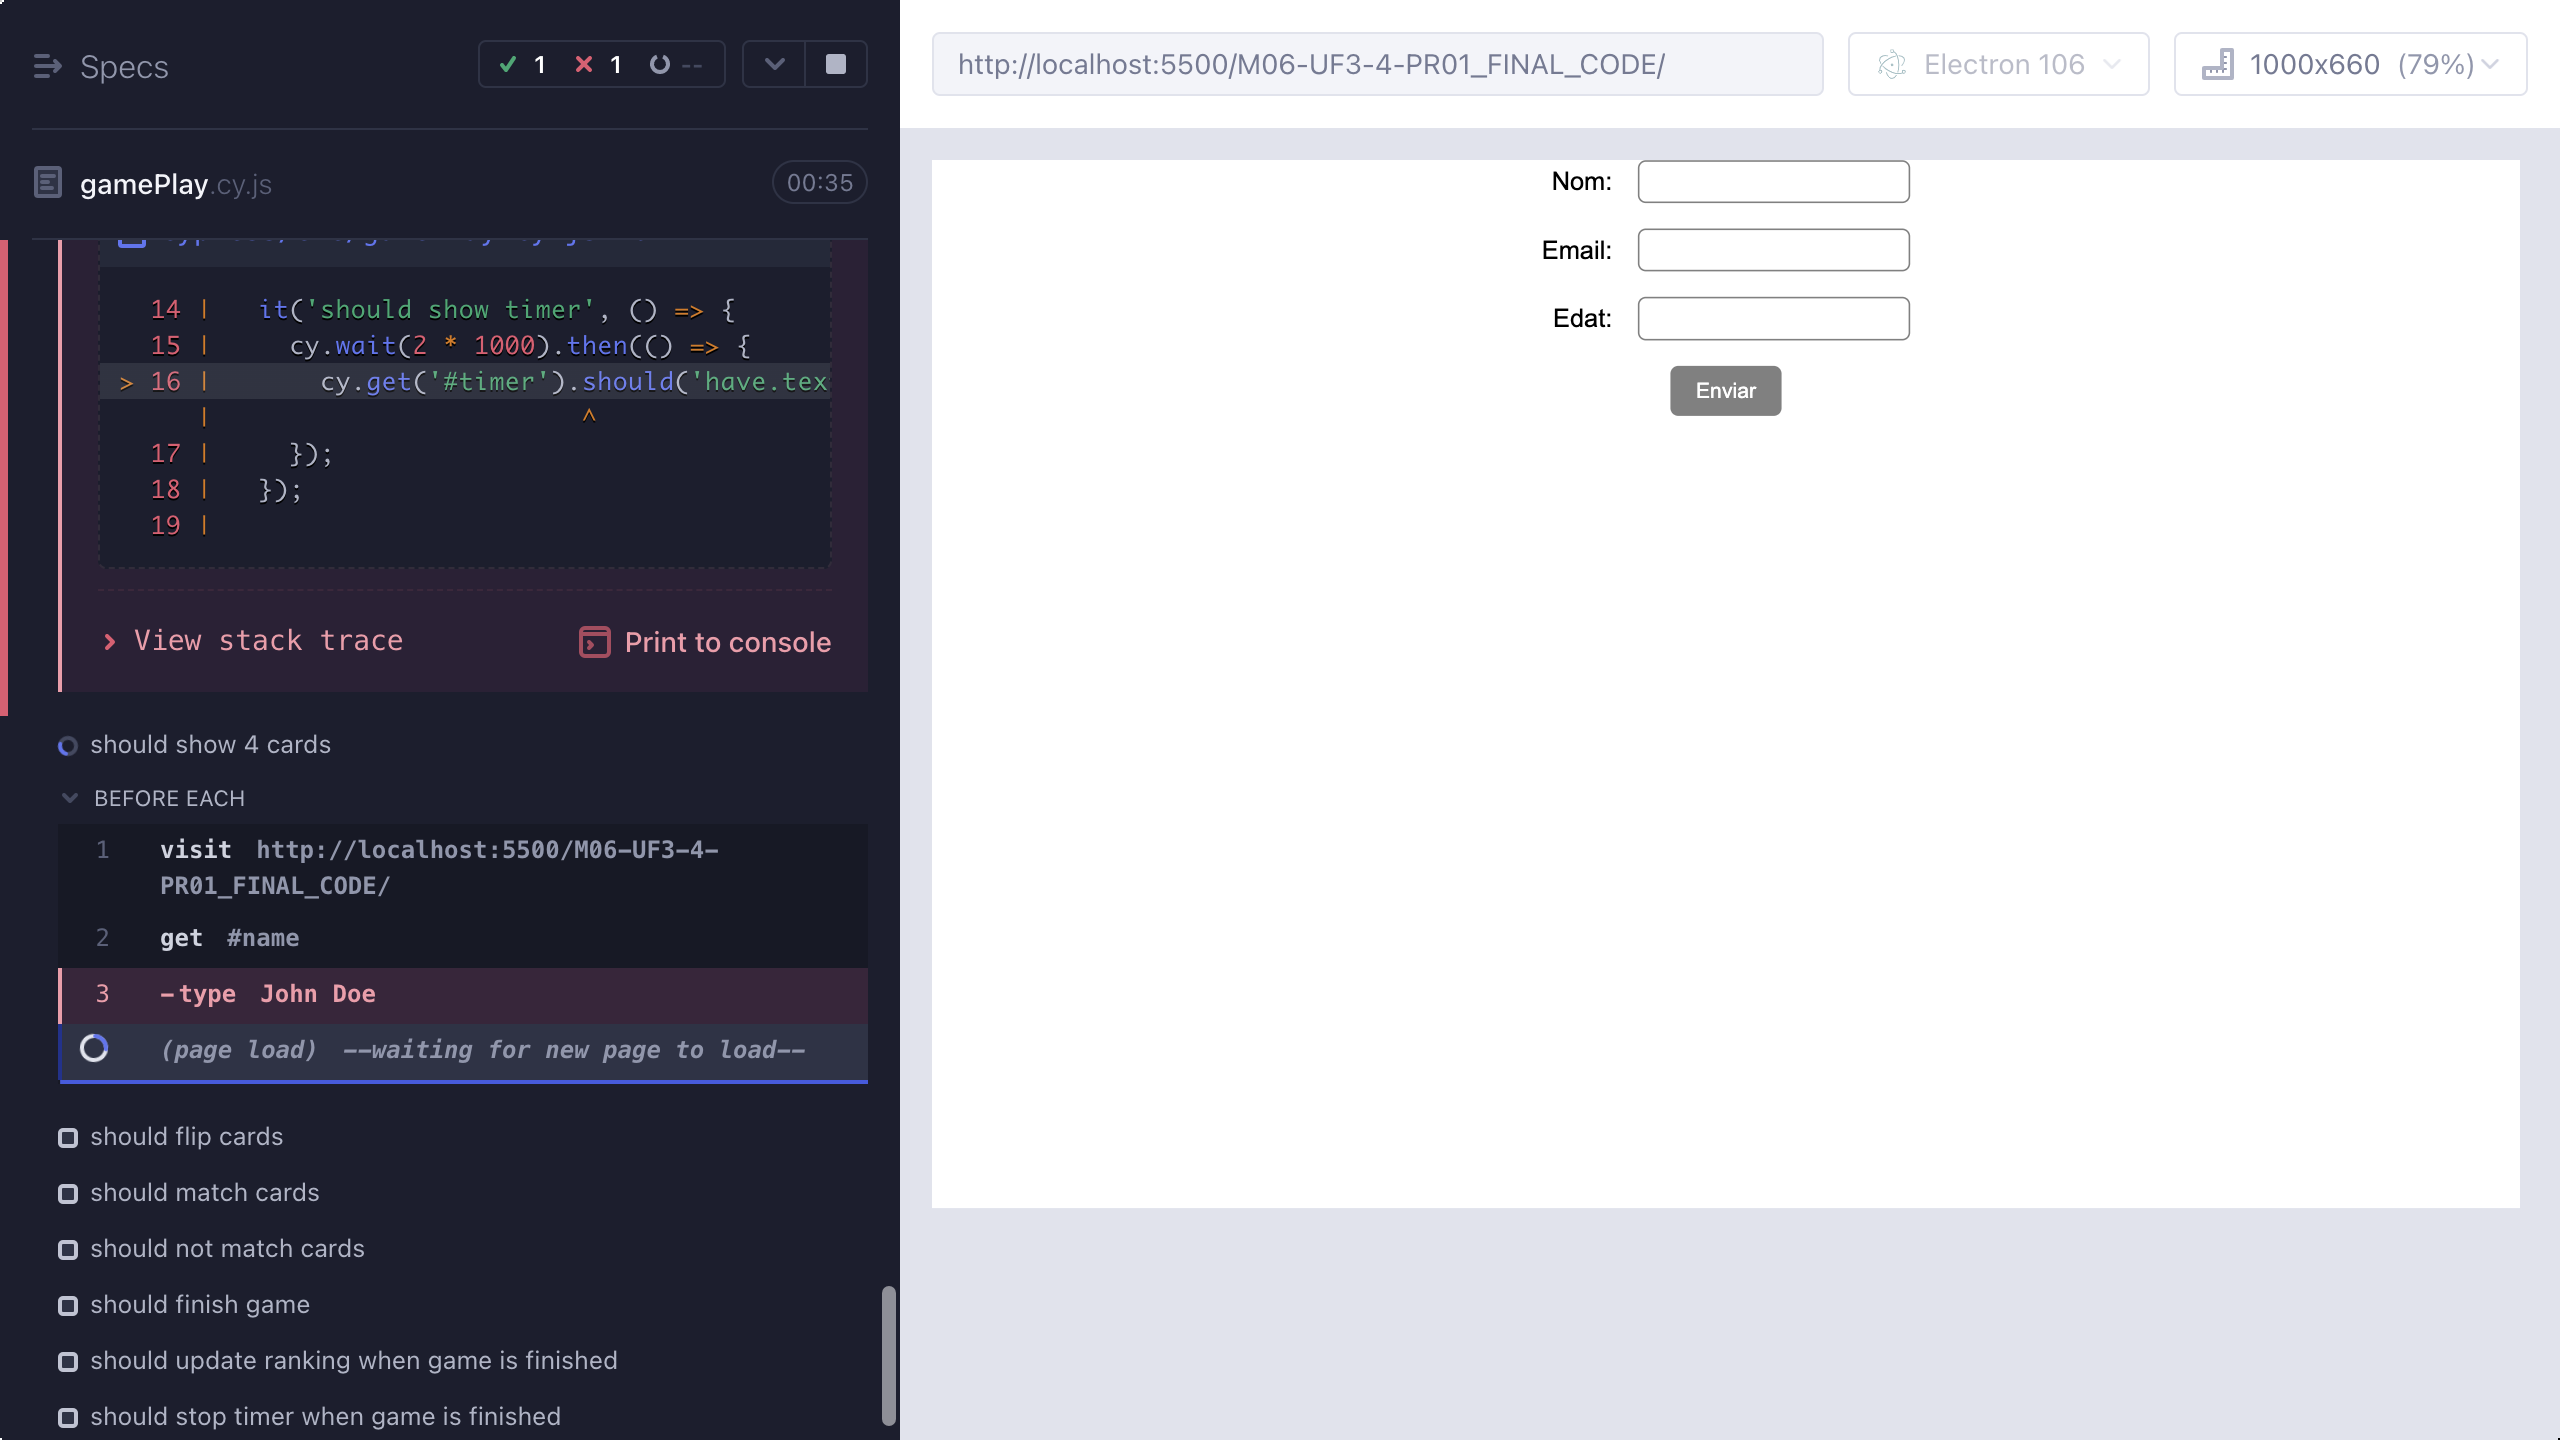 Specs
1 1 --
gamePlay.cy.js
00:35
14 | it('should show timer', () => {
15 | cy.wait(2 * 1000).then(() => {
> 16 | cy.get('#timer').should('have.tex
| ^
17 | });
18 | });
19 |
View stack trace
Print to console
should show 4 cards
BEFORE EACH
1 visit http://localhost:5500/M06-UF3-4-
PR01_FINAL_CODE/
2 get #name
3 -type John Doe
(page load) --waiting for new page to load--
should flip cards
should match cards
should not match cards
should finish game
should update ranking when game is finished
should stop timer when game is finished
http://localhost:5500/M06-UF3-4-PR01_FINAL_CODE/
Electron 106
1000x660 (79%)
Nom:
Email:
Edat:
Enviar